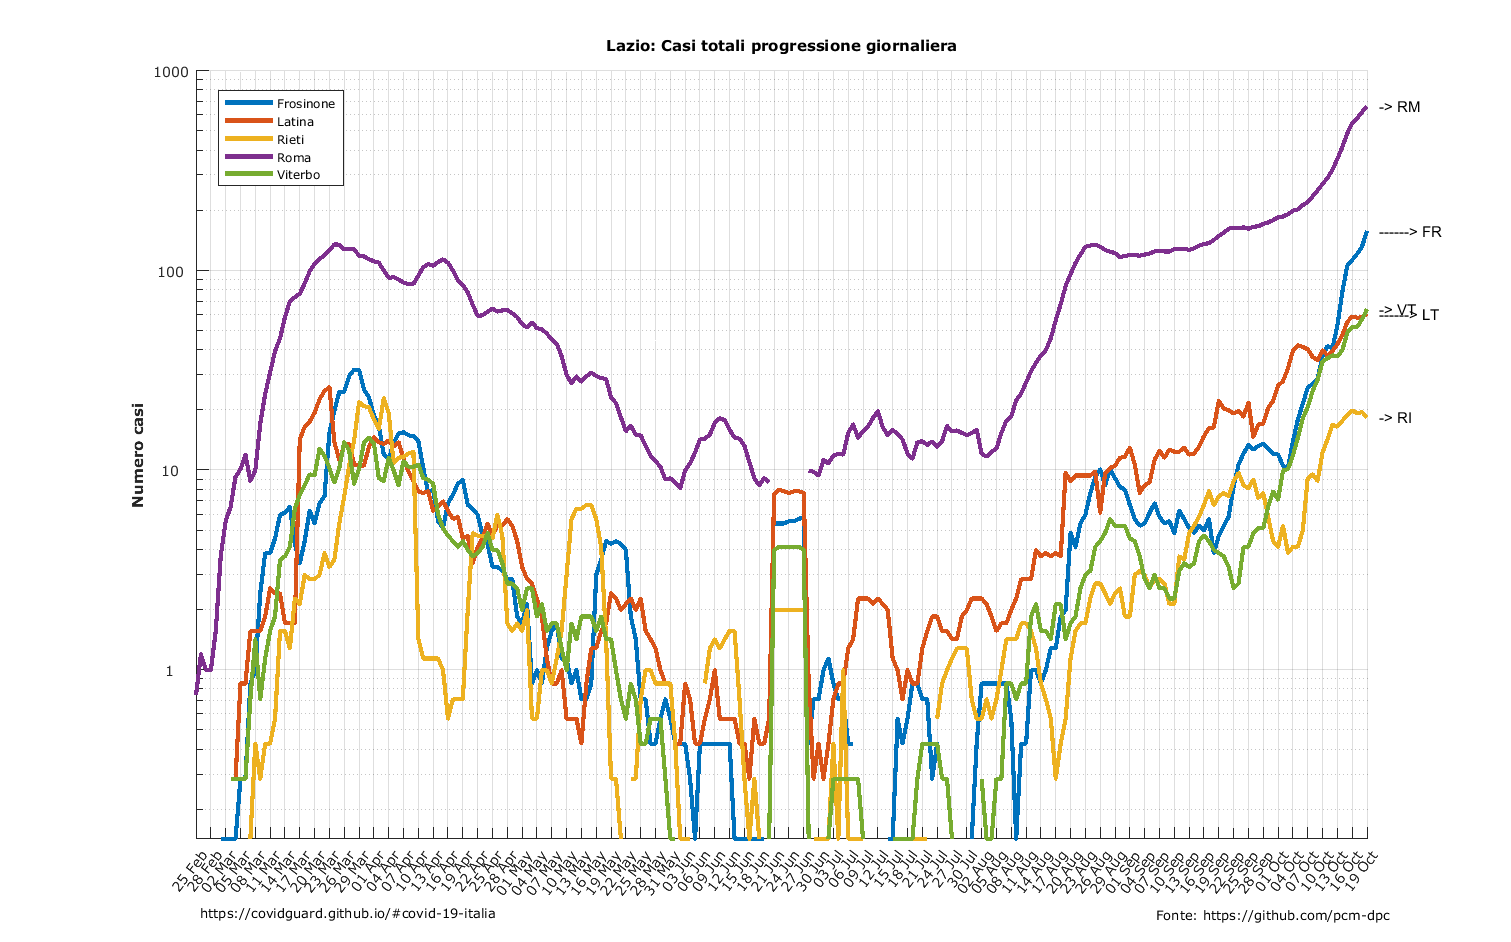 Lazio: Casi totali progressione giornaliera
1000
100
10
1
Numero casi
Frosinone
Latina
Rieti
Roma
Viterbo
-> RM
------> FR
-> VT
------> LT
-> RI
25 Feb
28 Feb
02 Mar
05 Mar
08 Mar
11 Mar
14 Mar
17 Mar
20 Mar
23 Mar
26 Mar
29 Mar
01 Apr
04 Apr
07 Apr
10 Apr
13 Apr
16 Apr
19 Apr
22 Apr
25 Apr
28 Apr
01 May
04 May
07 May
10 May
13 May
16 May
19 May
22 May
25 May
28 May
31 May
03 Jun
06 Jun
09 Jun
12 Jun
15 Jun
18 Jun
21 Jun
24 Jun
27 Jun
30 Jun
03 Jul
06 Jul
09 Jul
12 Jul
15 Jul
18 Jul
21 Jul
24 Jul
27 Jul
30 Jul
02 Aug
05 Aug
08 Aug
11 Aug
14 Aug
17 Aug
20 Aug
23 Aug
26 Aug
29 Aug
01 Sep
04 Sep
07 Sep
10 Sep
13 Sep
16 Sep
19 Sep
22 Sep
25 Sep
28 Sep
01 Oct
04 Oct
07 Oct
10 Oct
13 Oct
16 Oct
19 Oct
https://covidguard.github.io/#covid-19-italia
Fonte: https://github.com/pcm-dpc